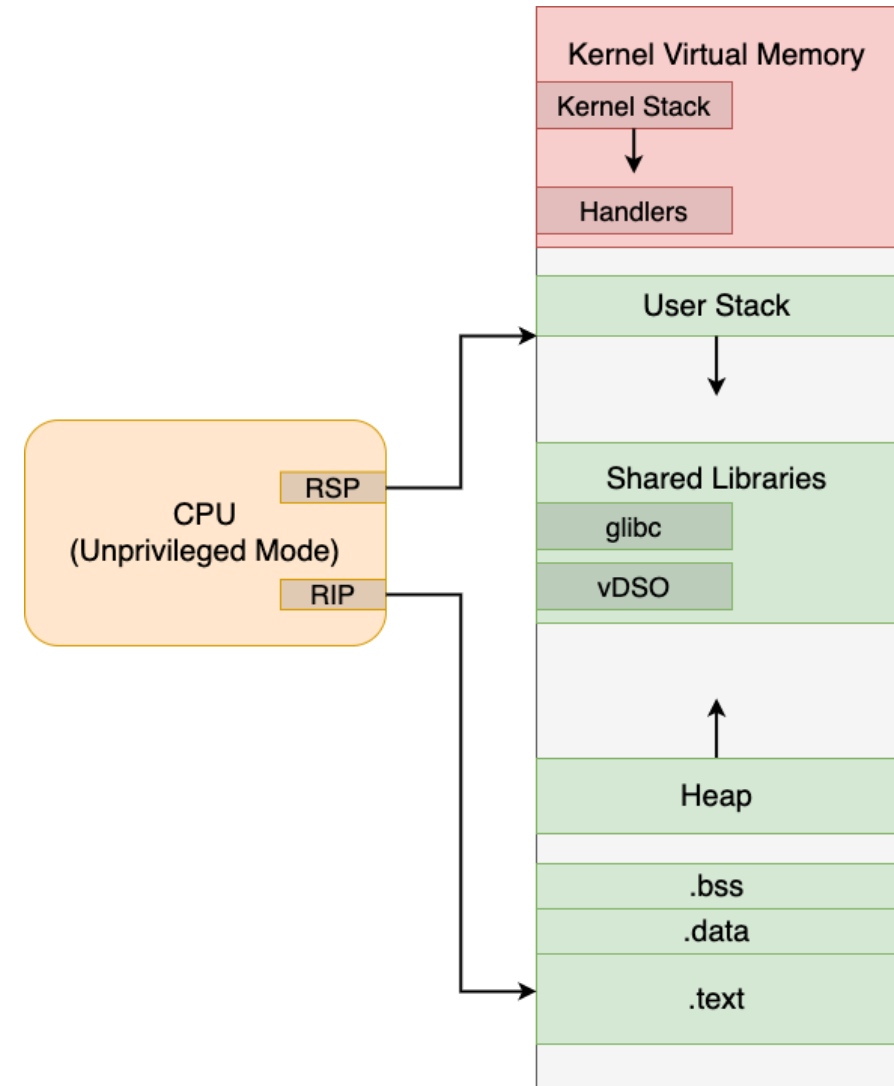 Kernel Virtual Memory
Kernel Stack
Handlers
User Stack
Shared Libraries
glibc
vDSO
Heap
.bss
.data
.text
CPU
(Unprivileged Mode)
RSP
RIP